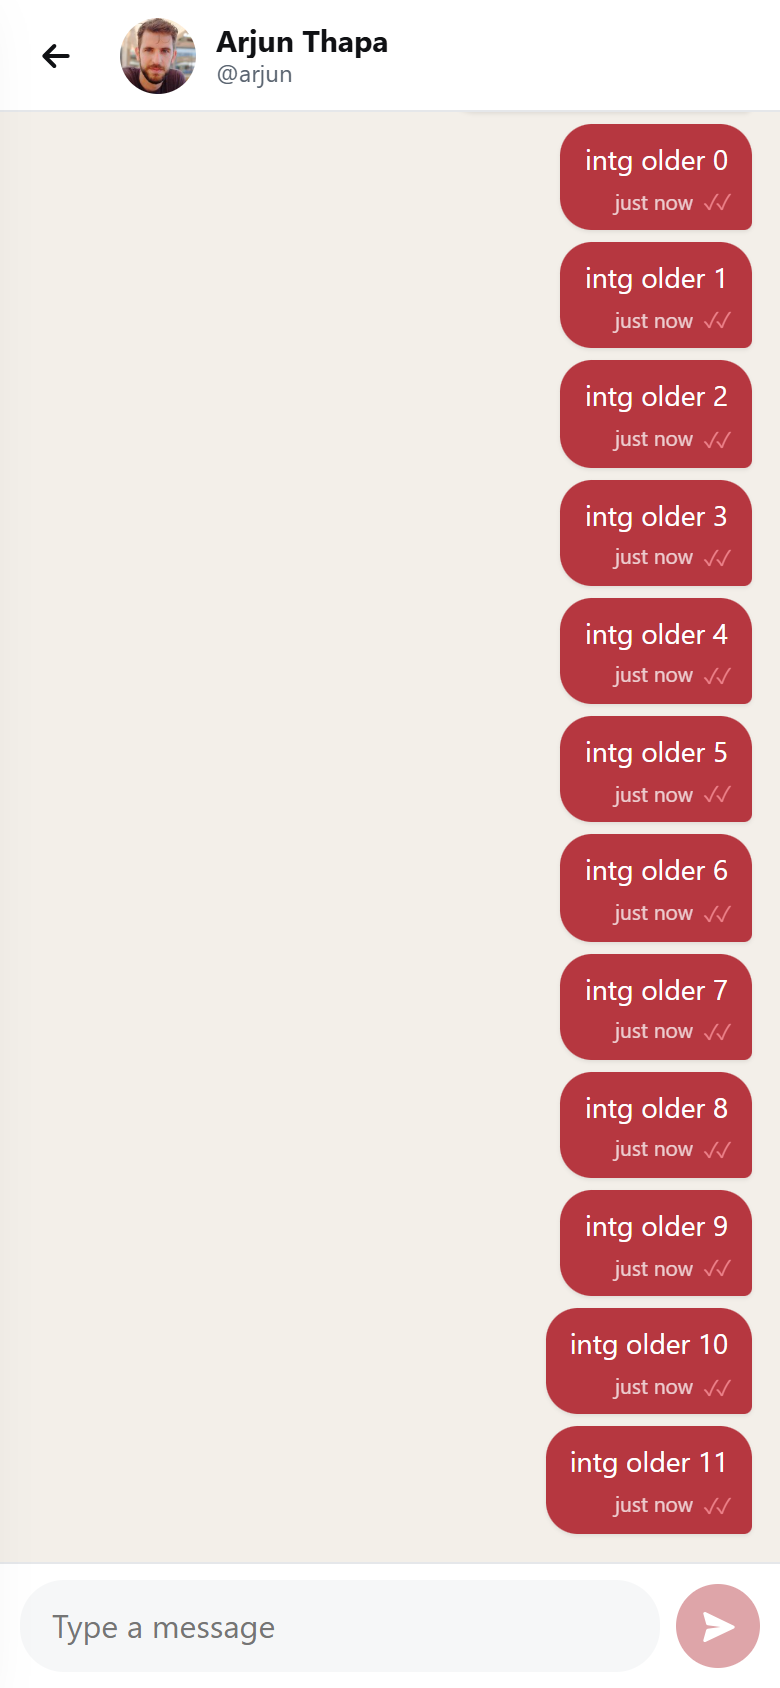 Arjun Thapa
@arjun
intg older 0
just now
intg older 1
just now
intg older 2
just now
intg older 3
just now
intg older 4
just now
intg older 5
just now
intg older 6
just now
intg older 7
just now
intg older 8
just now
intg older 9
just now
intg older 10
just now
intg older 11
just now
Type a message